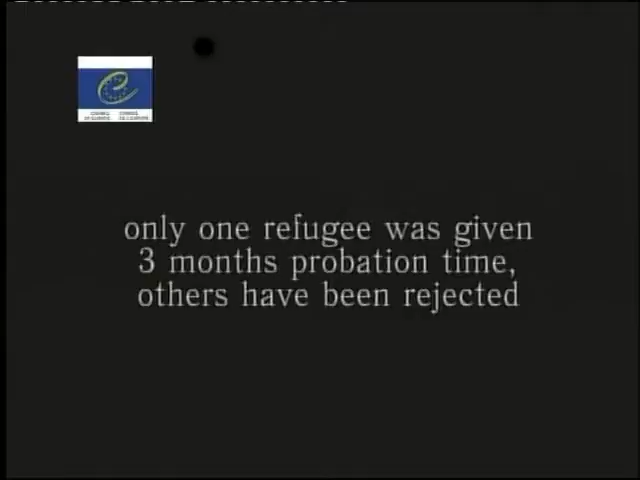 only one refugee was given
3 months probation time,
others have been rejected